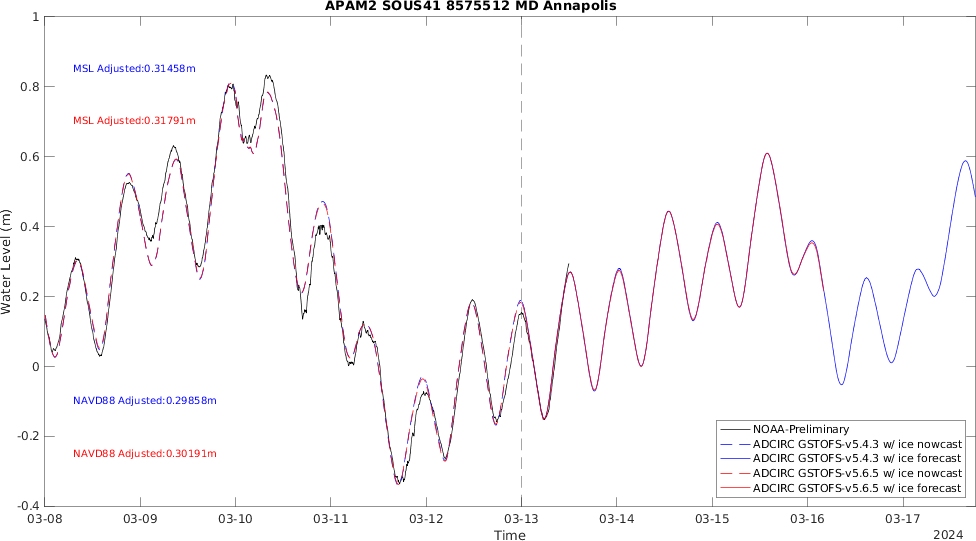 APAM2 SOUS41 8575512 MD Annapolis
1
0.8
0.6
0.4
0.2
0
-0.2
-0.4
Water Level (m)
MSL Adjusted:0.31458m
MSL Adjusted:0.31791m
NAVD88 Adjusted:0.29858m
NAVD88 Adjusted:0.30191m
NOAA-Preliminary
ADCIRC GSTOFS-v5.4.3 w/ ice nowcast
ADCIRC GSTOFS-v5.4.3 w/ ice forecast
ADCIRC GSTOFS-v5.6.5 w/ ice nowcast
ADCIRC GSTOFS-v5.6.5 w/ ice forecast
03-08 03-09 03-10 03-11 03-12 03-13 03-14 03-15 03-16 03-17
Time
2024